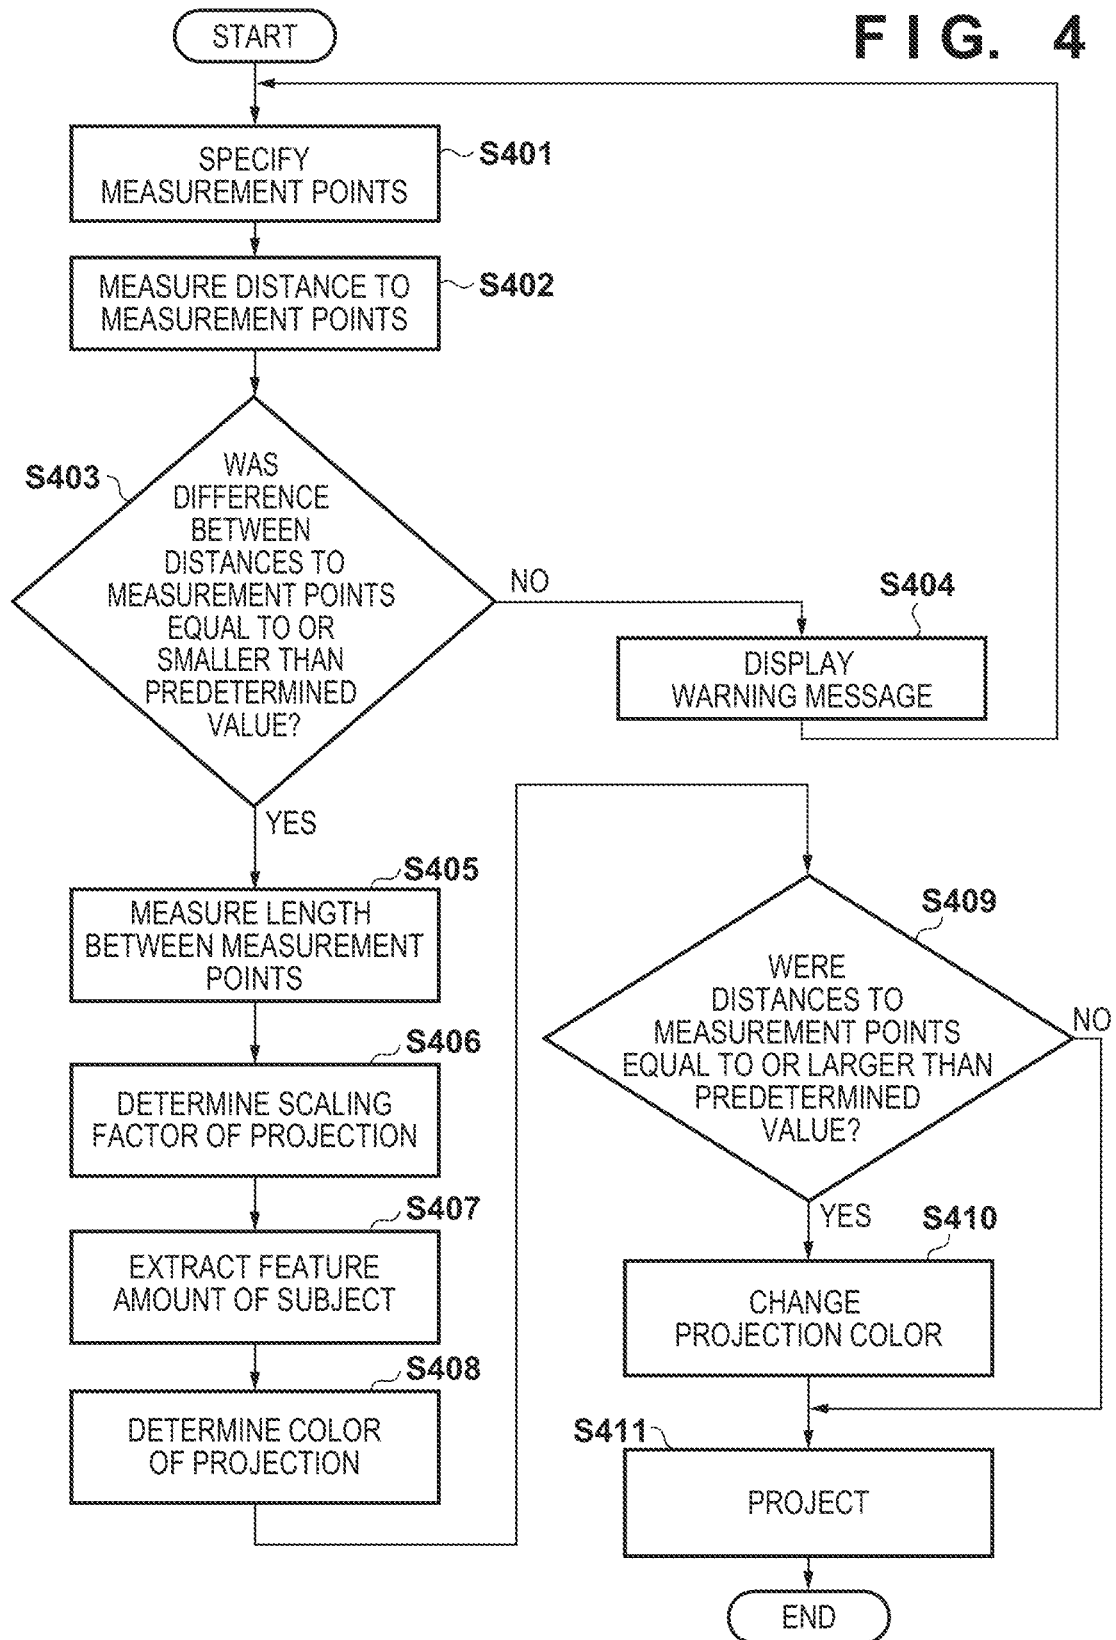 FIG. 4
START
SPECIFY
MEASUREMENT POINTS
S401
MEASURE DISTANCE TO
MEASUREMENT POINTS
S402
S403
WAS
DIFFERENCE
BETWEEN
DISTANCES TO
MEASUREMENT POINTS
EQUAL TO OR
SMALLER THAN
PREDETERMINED
VALUE?
NO
S404
DISPLAY
WARNING MESSAGE
YES
S405
MEASURE LENGTH
BETWEEN MEASUREMENT
POINTS
S406
DETERMINE SCALING
FACTOR OF PROJECTION
S407
EXTRACT FEATURE
AMOUNT OF SUBJECT
S408
DETERMINE COLOR
OF PROJECTION
S409
WERE
DISTANCES TO
MEASUREMENT POINTS
EQUAL TO OR LARGER THAN
PREDETERMINED
VALUE?
NO
YES
S410
CHANGE
PROJECTION COLOR
S411
PROJECT
END